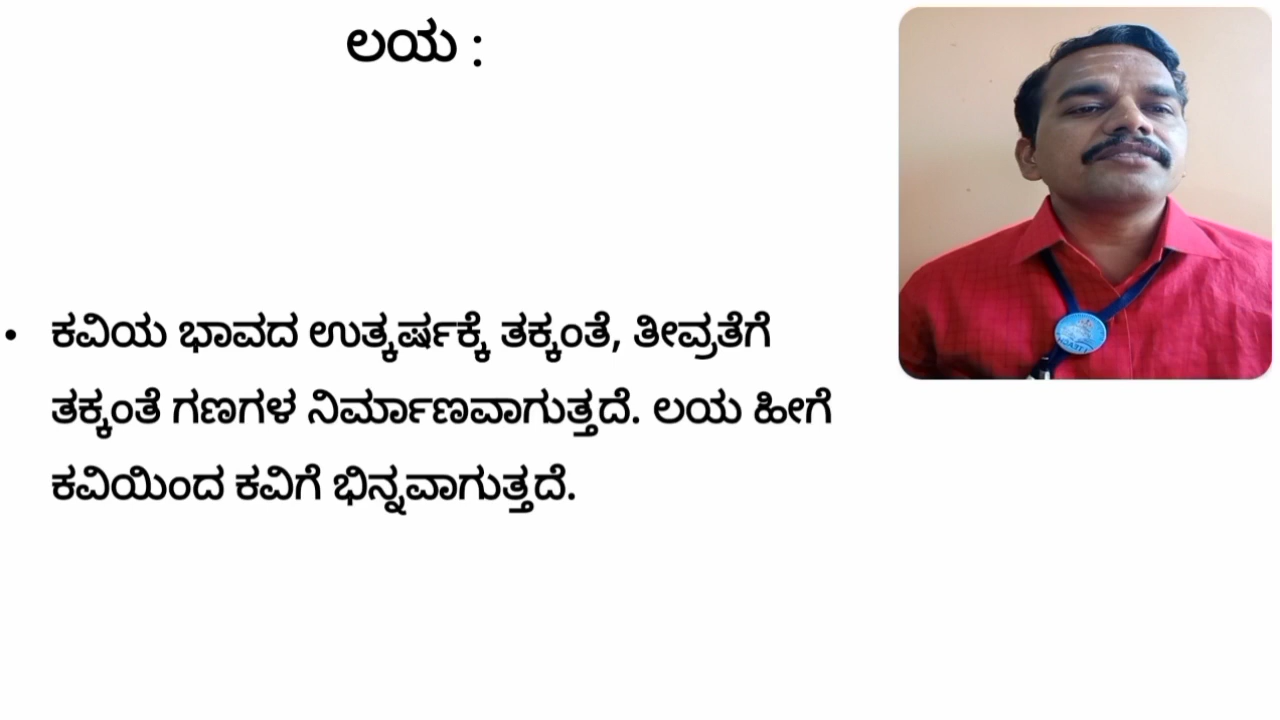 ಲಯ :
• ಕವಿಯ ಭಾವದ ಉತ್ಕರ್ಷಕ್ಕೆ ತಕ್ಕಂತೆ, ತೀವ್ರತೆಗೆ
ತಕ್ಕಂತೆ ಗಣಗಳ ನಿರ್ಮಾಣವಾಗುತ್ತದೆ. ಲಯ ಹೀಗೆ
ಕವಿಯಿಂದ ಕವಿಗೆ ಭಿನ್ನವಾಗುತ್ತದೆ.